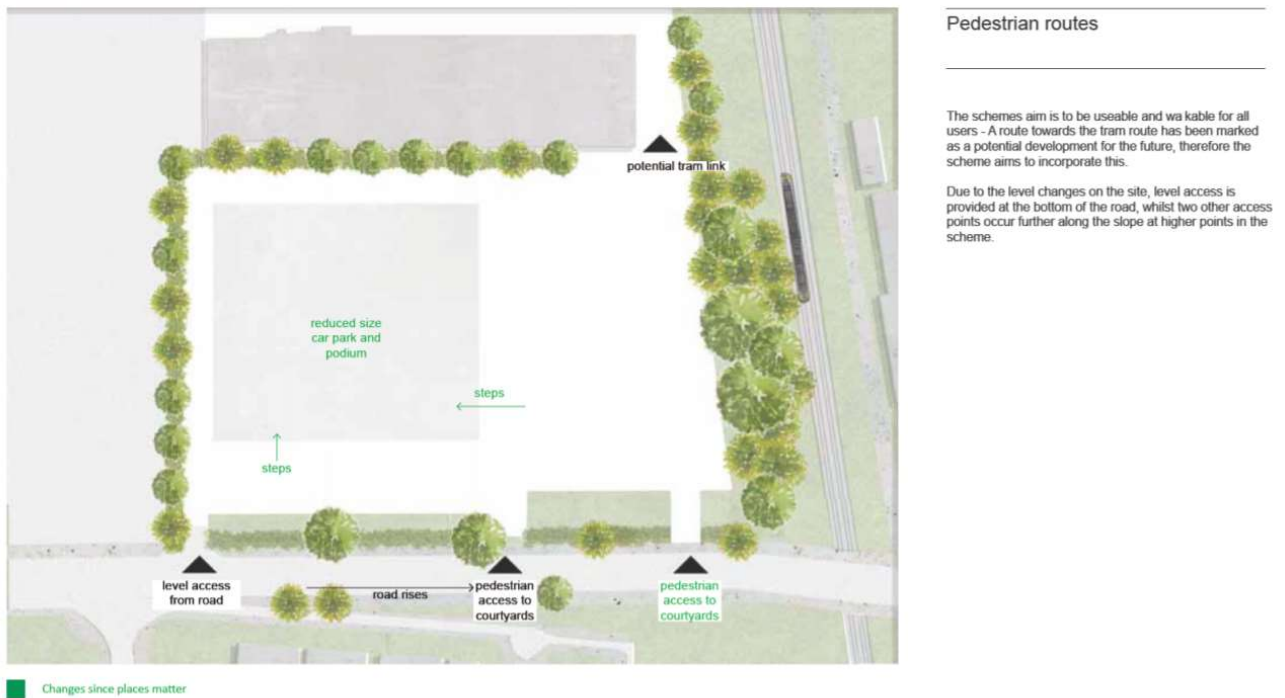 Pedestrian routes
The schemes aim is to be useable and wa kable for all
users - A route towards the tram route has been marked
as a potential development for the future, therefore the
scheme aims to incorporate this.
Due to the level changes on the site, level access is
provided at the bottom of the road, whilst two other access
points occur further along the slope at higher points in the
scheme.
potential tram link
reduced size
car park and
podium
steps
steps
level access
from road
road rises
pedestrian
access to
courtyards
pedestrian
access to
courtyards
Changes since places matter